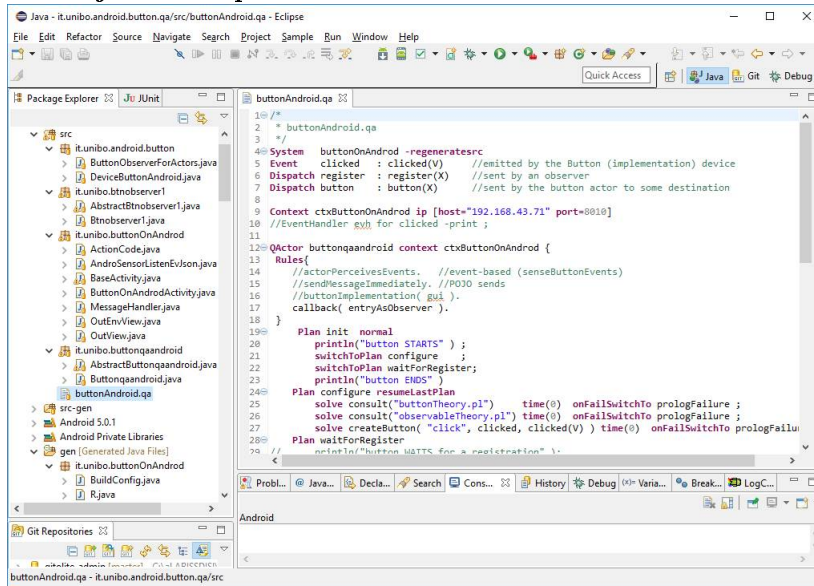 Java - it.unibo.android.button.qa/src/buttonAndroid.qa - Eclipse
File Edit Refactor Source Navigate Search Project Sample Run Window Help
Quick Access Java Git Debug
Package Explorer JUnit
src
it.unibo.android.button
ButtonObserverForActors.java
DeviceButtonAndroid.java
it.unibo.btnobserver1
AbstractBtnobserver1.java
Btnobserver1.java
it.unibo.buttonOnAndrod
ActionCode.java
AndroSensorListenEvJson.java
BaseActivity.java
ButtonOnAndrodActivity.java
MessageHandler.java
OutEnvView.java
OutView.java
it.unibo.buttonqaandroid
AbstractButtonqaandroid.java
Buttonqaandroid.java
buttonAndroid.qa
src-gen
Android 5.0.1
Android Private Libraries
gen [Generated Java Files]
it.unibo.buttonOnAndrod
BuildConfig.java
R.java
Git Repositories
buttonAndroid.qa
1 /*
2 * buttonAndroid.qa
3 */
4 System buttonOnAndrod -regeneratesrc
5 Event clicked : clicked(V) //emitted by the Button (implementation) device
6 Dispatch register : register(X) //sent by an observer
7 Dispatch button : button(X) //sent by the button actor to some destination
8
9 Context ctxButtonOnAndrod ip [host="192.168.43.71" port=8010]
10 //EventHandler evh for clicked -print ;
11
12 QActor buttonqaandroid context ctxButtonOnAndrod {
13 Rules{
14 //actorPerceivesEvents. //event-based (senseButtonEvents)
15 //sendMessageImmediately. //POJO sends
16 //buttonImplementation( gui ).
17 callback( entryAsObserver ).
18 }
19 Plan init normal
20 println("button STARTS" ) ;
21 switchToPlan configure ;
22 switchToPlan waitForRegister;
23 println("button ENDS" )
24 Plan configure resumeLastPlan
25 solve consult("buttonTheory.pl") time(0) onFailSwitchTo prologFailure ;
26 solve consult("observableTheory.pl") time(0) onFailSwitchTo prologFailure ;
27 solve createButton( "click", clicked, clicked(V) ) time(0) onFailSwitchTo prologFailu
28 Plan waitForRegister
29 // println("button WAITS for a registration" );
Probl... Java... Decla... Search Cons... History Debug Varia... Break... LogC...
Android
buttonAndroid.qa - it.unibo.android.button.qa/src